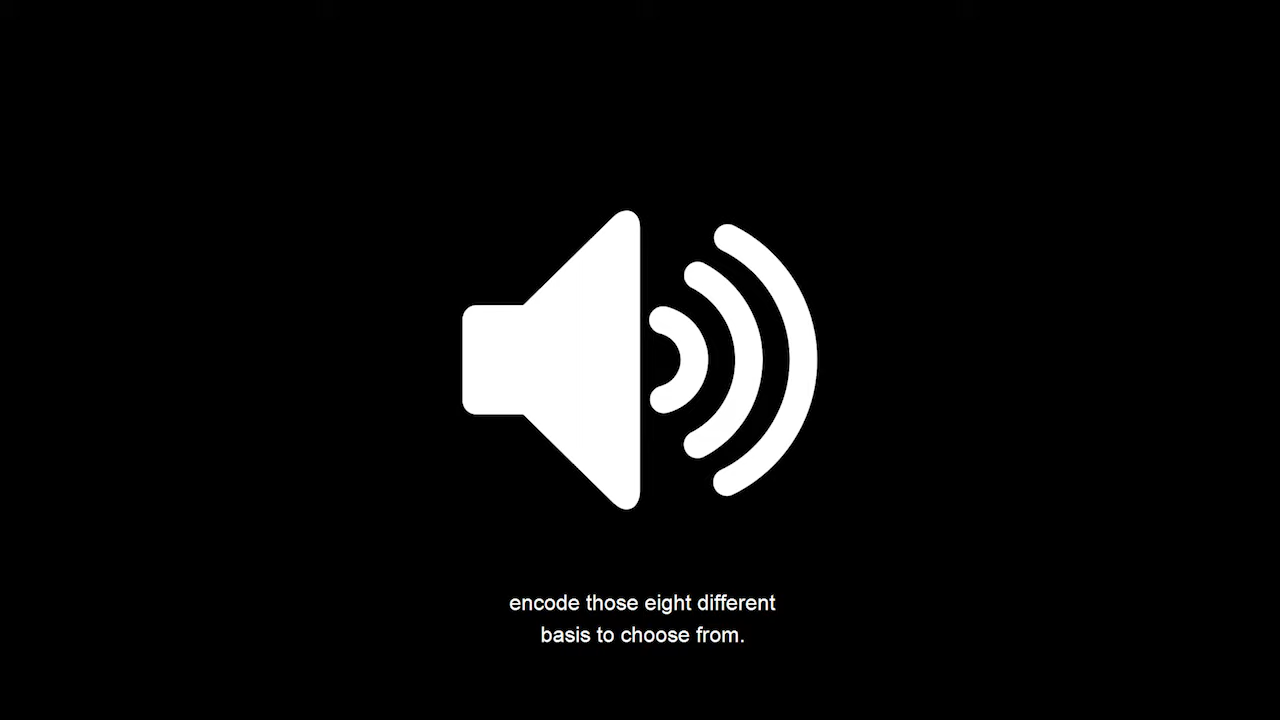 encode those eight different
basis to choose from.